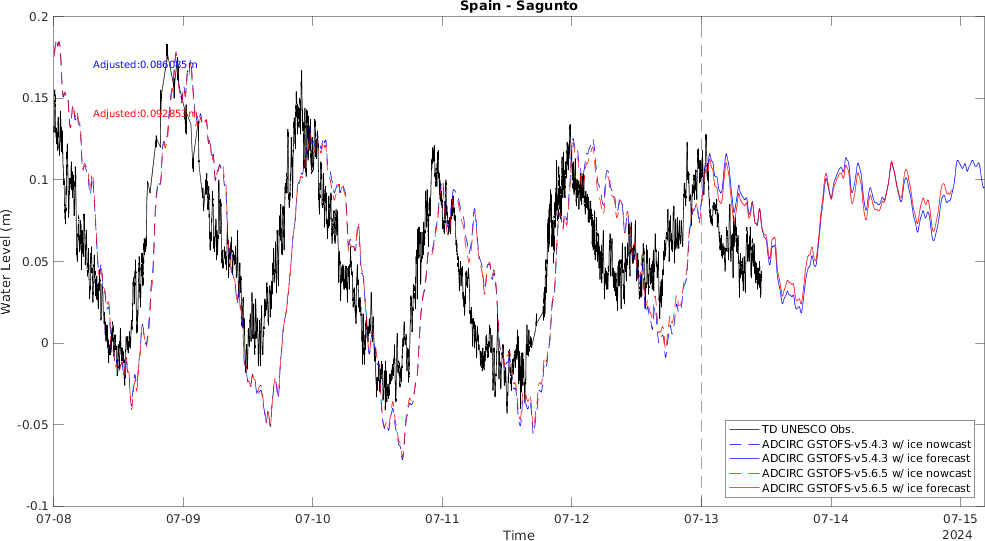 Spain - Sagunto
0.2
0.15
0.1
0.05
0
-0.05
-0.1
Water Level (m)
Adjusted:0.086085m
Adjusted:0.092853m
TD UNESCO Obs.
ADCIRC GSTOFS-v5.4.3 w/ ice nowcast
ADCIRC GSTOFS-v5.4.3 w/ ice forecast
ADCIRC GSTOFS-v5.6.5 w/ ice nowcast
ADCIRC GSTOFS-v5.6.5 w/ ice forecast
07-08 07-09 07-10 07-11 07-12 07-13 07-14 07-15
Time
2024